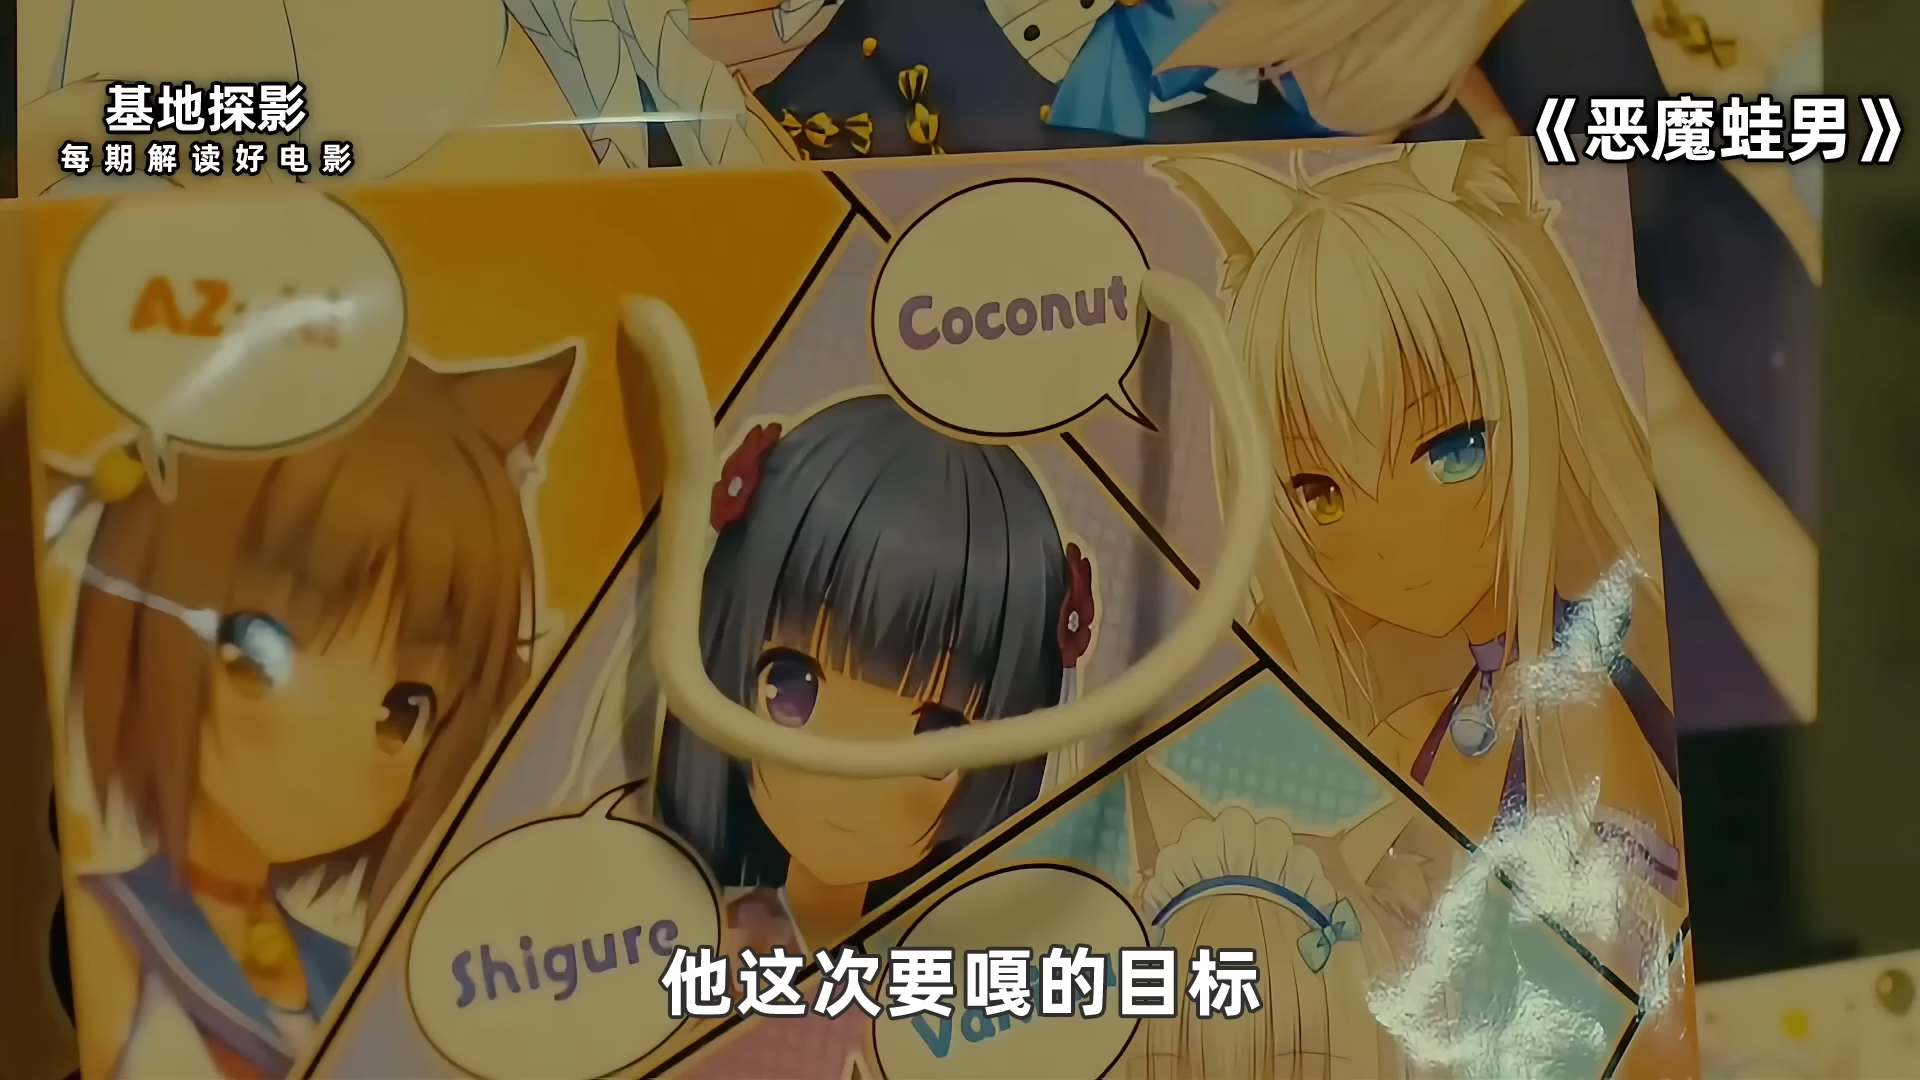 基地探影
每期解读好电影
《恶魔蛙男》
Coconut
Shigure
他这次要嘎的目标